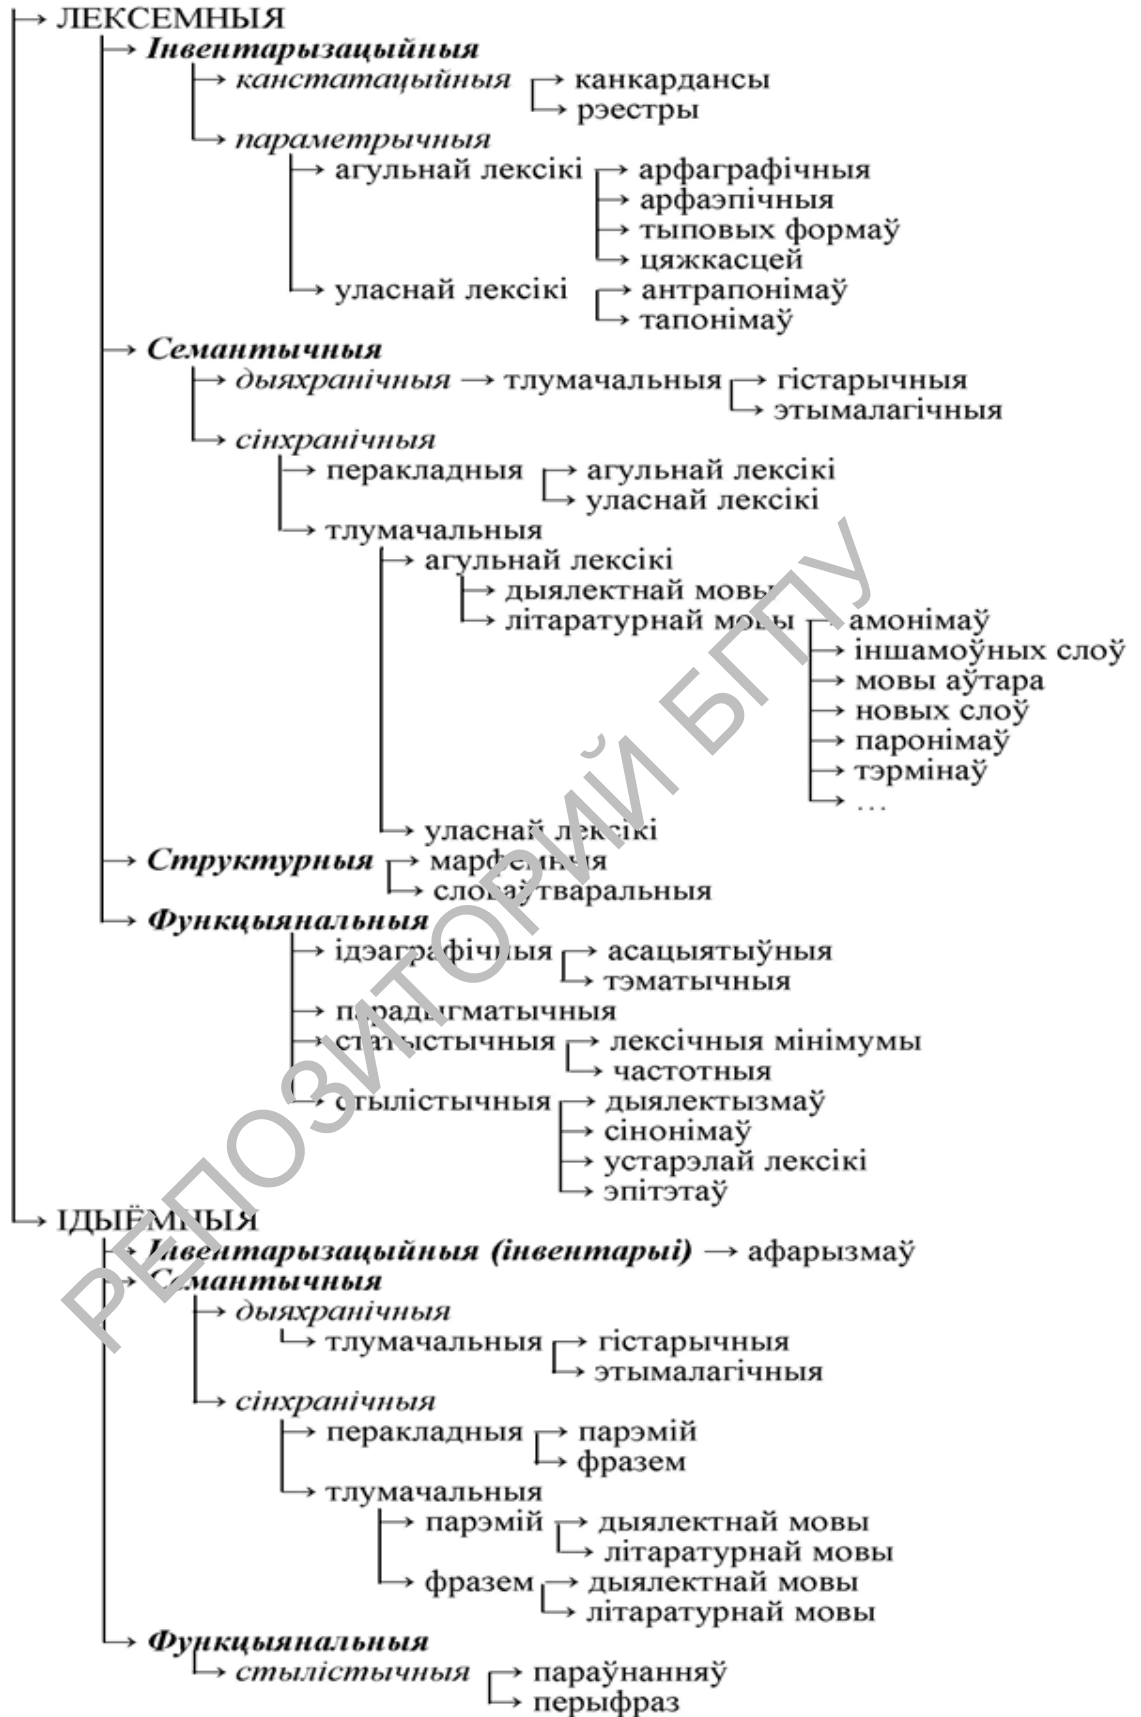 ЛЕКСЕМНЫЯ
Інвентарызацыйныя
канстатацыйныя канкардансы
рэестры
параметрычныя
агульнай лексікі арфаграфічныя
арфаэпічныя
тыповых формаў
цяжкасцей
уласнай лексікі антрапонімаў
тапонімаў
Семантычныя
дыяхранічныя тлумачальныя гістарычныя
этымалагічныя
сінхранічныя
перакладныя агульнай лексікі
уласнай лексікі
тлумачальныя
агульнай лексікі
дыялектнай мовы
літаратурнай мовы амонімаў
іншамоўных слоў
мовы аўтара
новых слоў
паронімаў
тэрмінаў
...
уласнай лексікі
Структурныя марфемныя
словаўтваральныя
Функцыянальныя
ідэаграфічныя асацыятыўныя
тэматычныя
парадыгматычныя
статыстычныя лексічныя мінімумы
частотныя
стылістычныя дыялектызмаў
сінонімаў
устарэлай лексікі
эпітэтаў
ІДЫЁМНЫЯ
Інвентарызацыйныя (інвентарыі) афарызмаў
Семантычныя
дыяхранічныя
тлумачальныя гістарычныя
этымалагічныя
сінхранічныя
перакладныя парэмій
фразем
тлумачальныя
парэмій дыялектнай мовы
літаратурнай мовы
фразем дыялектнай мовы
літаратурнай мовы
Функцыянальныя
стылістычныя параўнанняў
перыфраз
РЕПОЗИТОРИЙ БГПУ